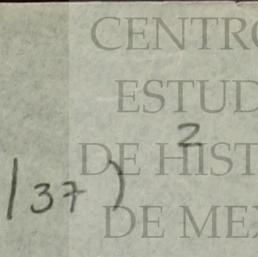 CENTRO
ESTUD
2
DE HIST
/37)
DE MEX